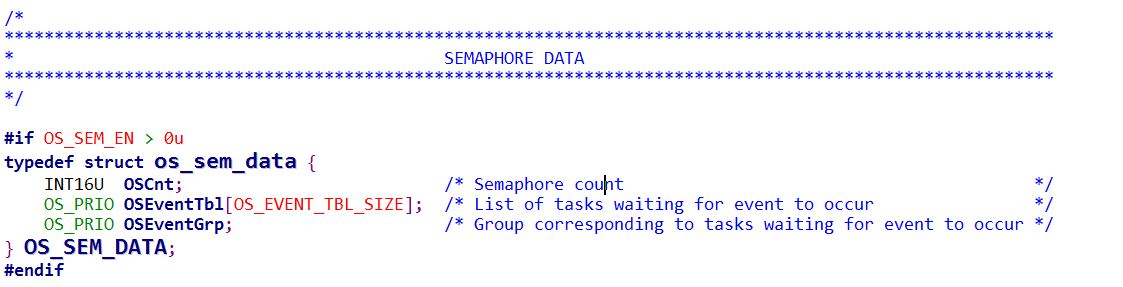 /*
*********************************************************************************************************
*                                           SEMAPHORE DATA
*********************************************************************************************************
*/
#if OS_SEM_EN > 0u
typedef struct os_sem_data {
    INT16U  OSCnt;                          /* Semaphore count                                         */
    OS_PRIO OSEventTbl[OS_EVENT_TBL_SIZE];  /* List of tasks waiting for event to occur                */
    OS_PRIO OSEventGrp;                     /* Group corresponding to tasks waiting for event to occur */
} OS_SEM_DATA;
#endif